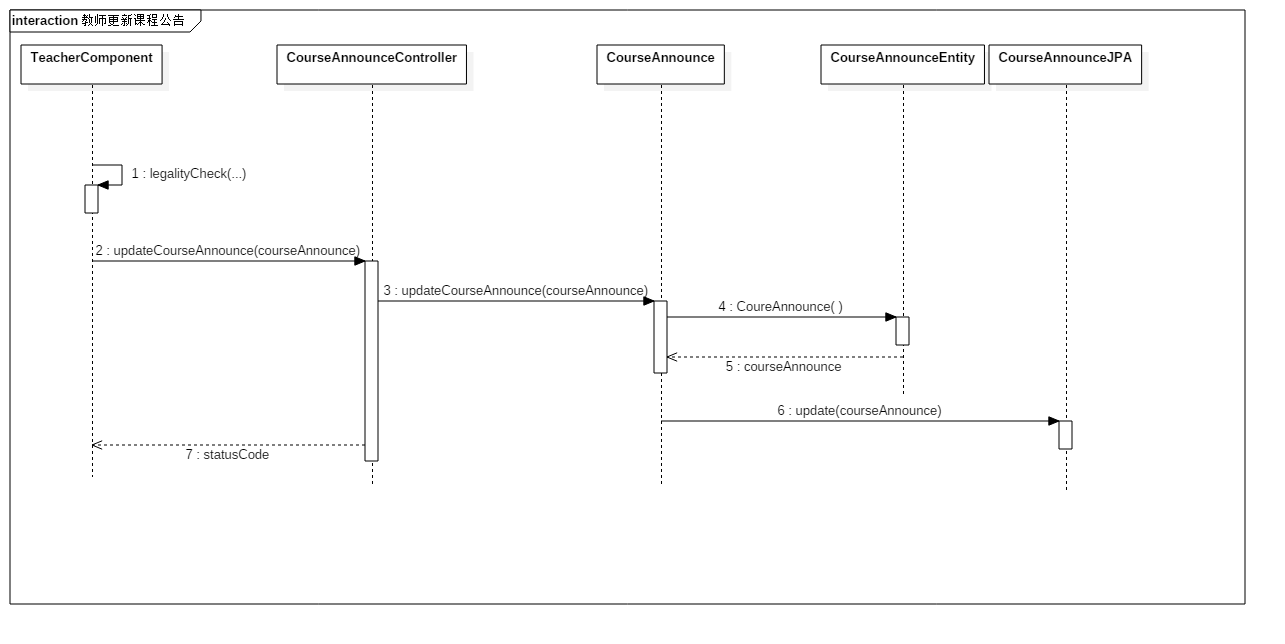 interaction 教师更新课程公告
TeacherComponent
CourseAnnounceController
CourseAnnounce
CourseAnnounceEntity
CourseAnnounceJPA
1 : legalityCheck(...)
2 : updateCourseAnnounce(courseAnnounce)
3 : updateCourseAnnounce(courseAnnounce)
4 : CoureAnnounce( )
5 : courseAnnounce
6 : update(courseAnnounce)
7 : statusCode